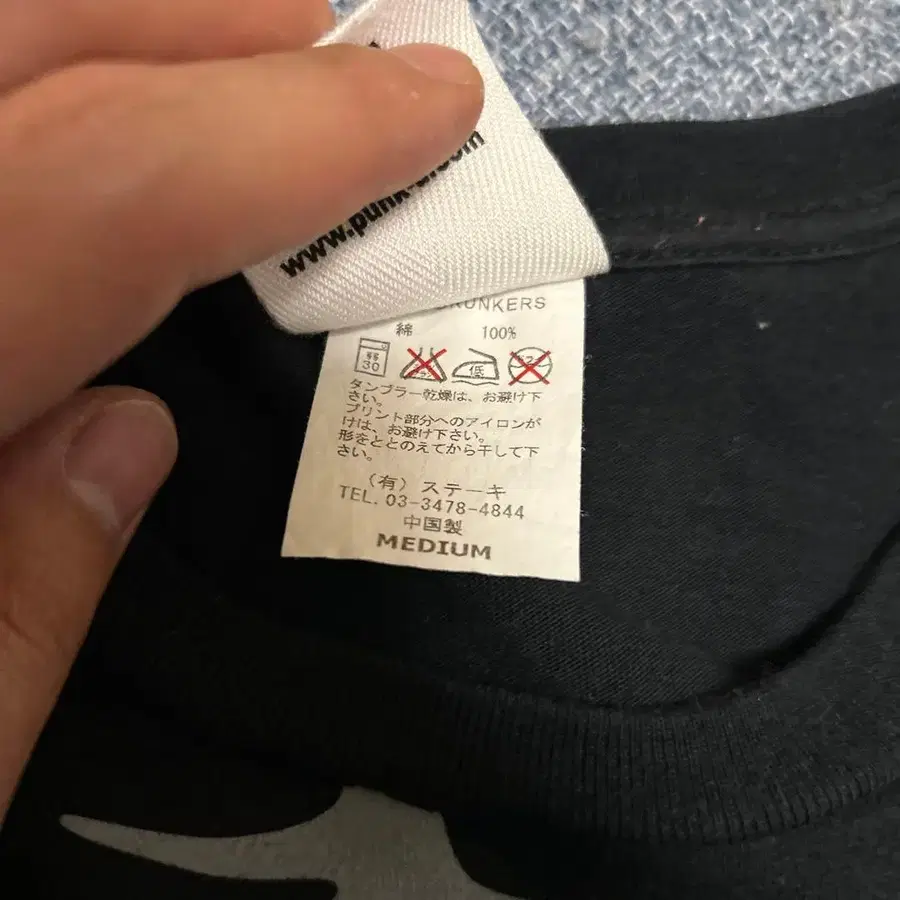 RUNKERS
綿 100%
弱 30
低
タンブラー乾燥は、お避け下
さい。
プリント部分へのアイロンが
けは、お避け下さい。
形をととのえてから干して下
さい。
(有)ステーキ
TEL. 03-3478-4844
中国製
MEDIUM